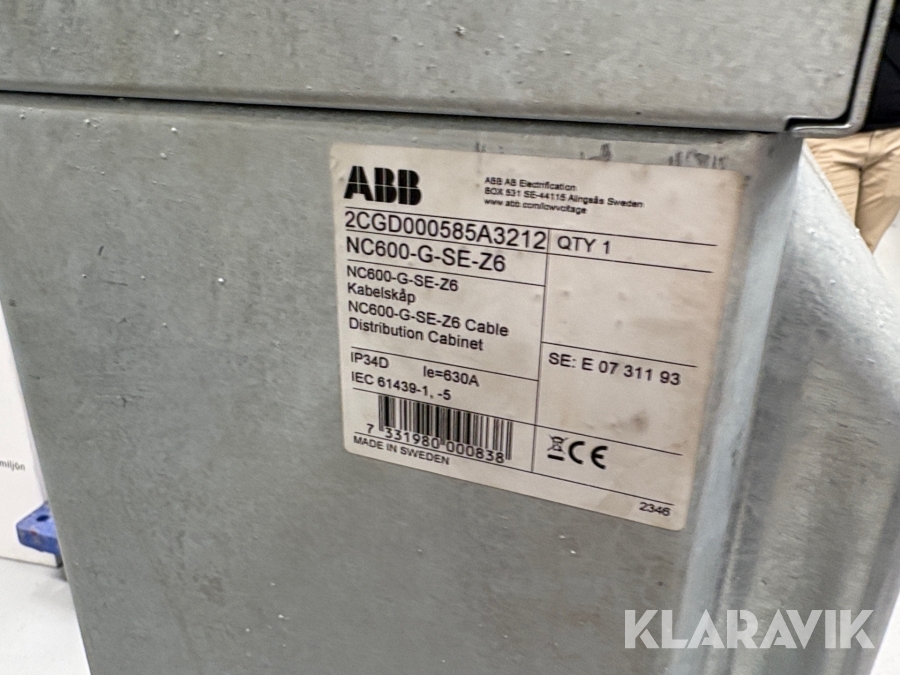 ABB
ABB AB Electrification
BOX 531 SE-44115 Alingsås Sweden
www.abb.com/lowvoltage
2CGD000585A3212
QTY 1
NC600-G-SE-Z6
NC600-G-SE-Z6
Kabelskåp
NC600-G-SE-Z6 Cable
Distribution Cabinet
SE: E 07 311 93
IP34D Ie=630A
IEC 61439-1, -5
7 331980 000838
MADE IN SWEDEN
CE
2346
miljön
KLARAVIK